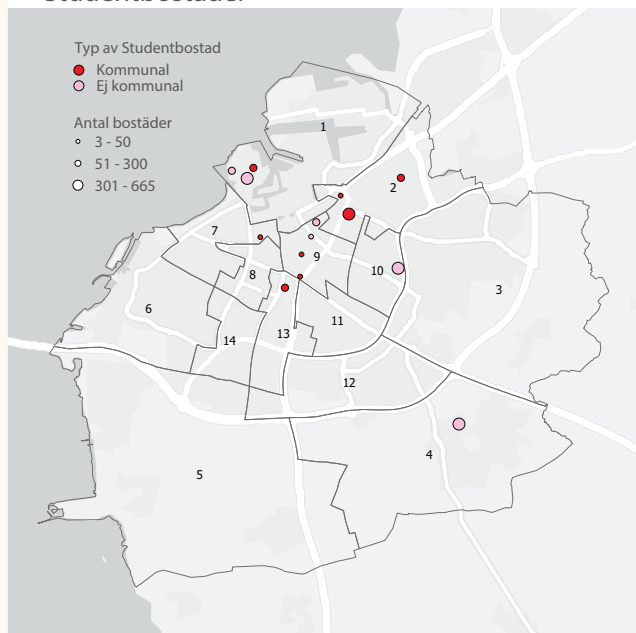 Studentbostäder
Typ av Studentbostad
Kommunal
Ej kommunal
Antal bostäder
3 - 50
51 - 300
301 - 665
1
2
7
9
8
10
3
6
11
14
13
12
4
5